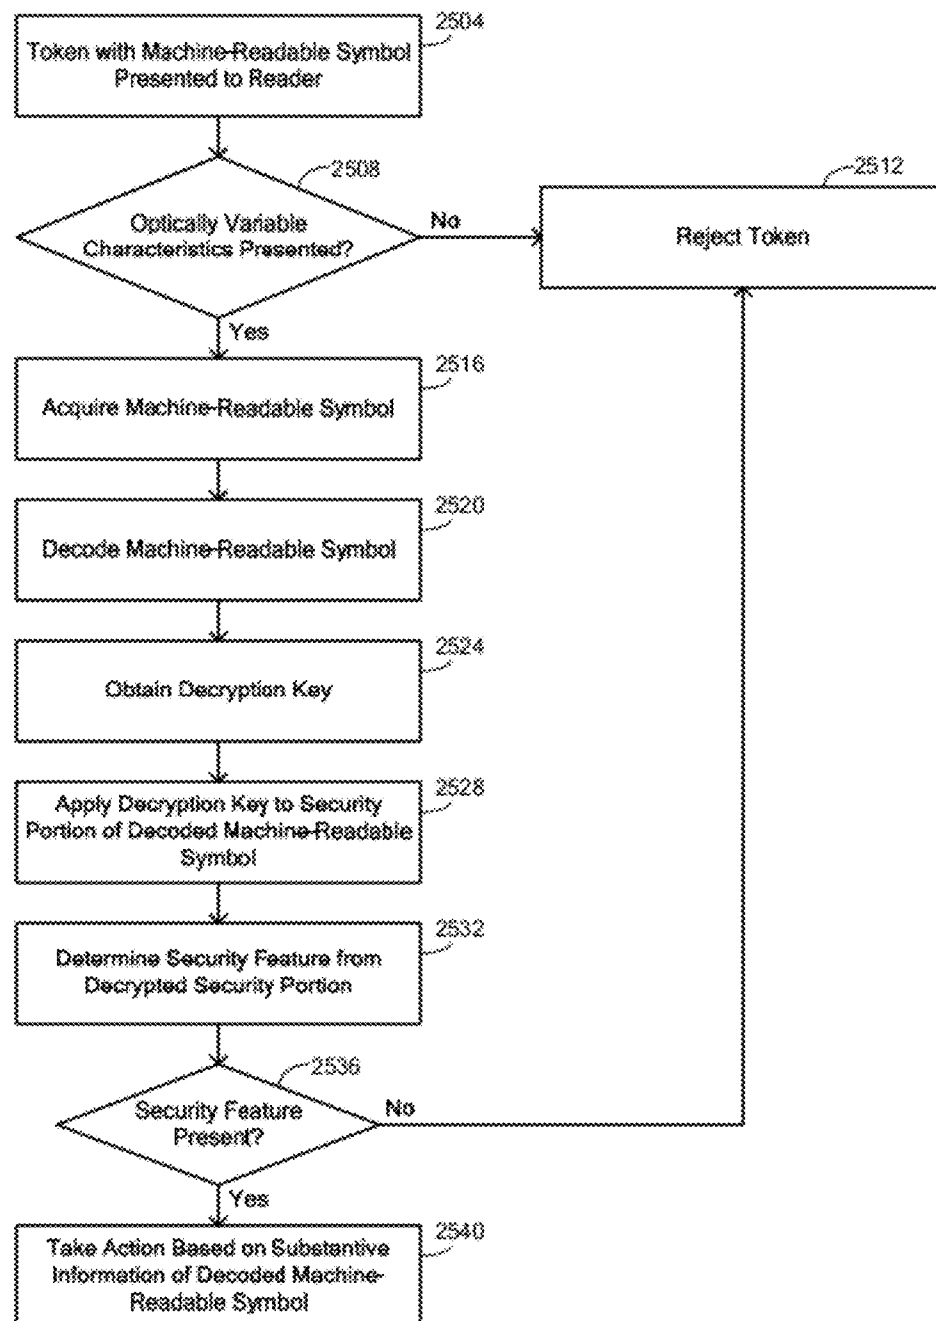 2504
Token with Machine-Readable Symbol
Presented to Reader
2508
Optically Variable
Characteristics Presented?
No
2512
Reject Token
Yes
2516
Acquire Machine-Readable Symbol
2520
Decode Machine-Readable Symbol
2524
Obtain Decryption Key
2528
Apply Decryption Key to Security
Portion of Decoded Machine-Readable
Symbol
2532
Determine Security Feature from
Decrypted Security Portion
2536
Security Feature
Present?
No
Yes
2540
Take Action Based on Substantive
Information of Decoded Machine-
Readable Symbol